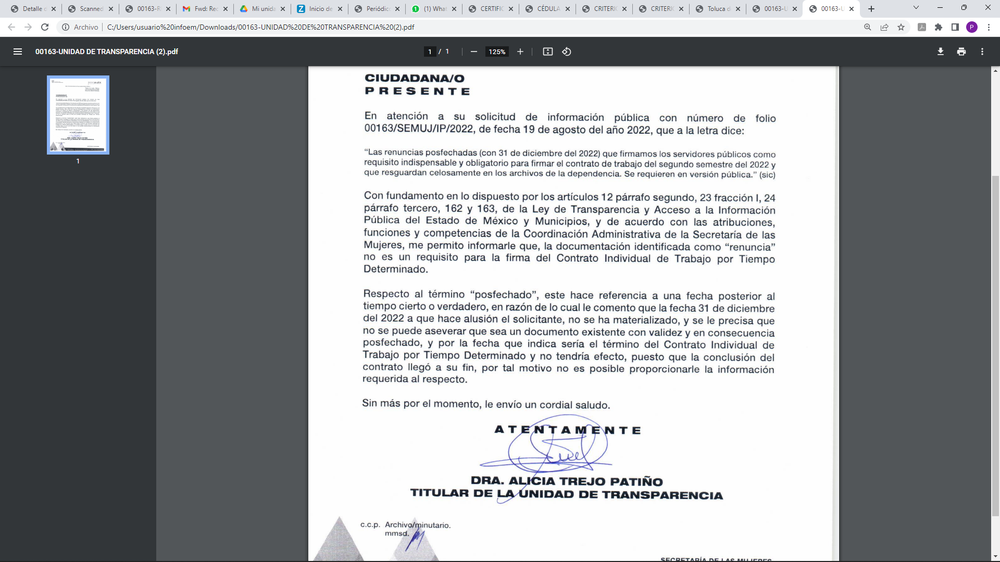 Detalle d
Scanned
00163-R
Fwd: Rec
Mi unida
Inicio de
Periódico
(1) What
CERTIFIC
CÉDULA
CRITERIO
CRITERIO
Toluca d
00163-U
00163-U
Archivo
C:/Users/usuario%20infoem/Downloads/00163-UNIDAD%20DE%20TRANSPARENCIA%20(2).pdf
P
00163-UNIDAD DE TRANSPARENCIA (2).pdf
1 / 1
125%
1
CIUDADANA/O
PRESENTE
En atención a su solicitud de información pública con número de folio
00163/SEMUJ/IP/2022, de fecha 19 de agosto del año 2022, que a la letra dice:
“Las renuncias posfechadas (con 31 de diciembre del 2022) que firmamos los servidores públicos como
requisito indispensable y obligatorio para firmar el contrato de trabajo del segundo semestre del 2022 y
que resguardan celosamente en los archivos de la dependencia. Se requieren en versión pública.” (sic)
Con fundamento en lo dispuesto por los artículos 12 párrafo segundo, 23 fracción I, 24
párrafo tercero, 162 y 163, de la Ley de Transparencia y Acceso a la Información
Pública del Estado de México y Municipios, y de acuerdo con las atribuciones,
funciones y competencias de la Coordinación Administrativa de la Secretaría de las
Mujeres, me permito informarle que, la documentación identificada como “renuncia”
no es un requisito para la firma del Contrato Individual de Trabajo por Tiempo
Determinado.
Respecto al término “posfechado”, este hace referencia a una fecha posterior al
tiempo cierto o verdadero, en razón de lo cual le comento que la fecha 31 de diciembre
del 2022 a que hace alusión el solicitante, no se ha materializado, y se le precisa que
no se puede aseverar que sea un documento existente con validez y en consecuencia
posfechado, y por la fecha que indica sería el término del Contrato Individual de
Trabajo por Tiempo Determinado y no tendría efecto, puesto que la conclusión del
contrato llegó a su fin, por tal motivo no es posible proporcionarle la información
requerida al respecto.
Sin más por el momento, le envío un cordial saludo.
ATENTAMENTE
DRA. ALICIA TREJO PATIÑO
TITULAR DE LA UNIDAD DE TRANSPARENCIA
c.c.p. Archivo/minutario.
mmsd.
SECRETARÍA DE LAS MUJERES